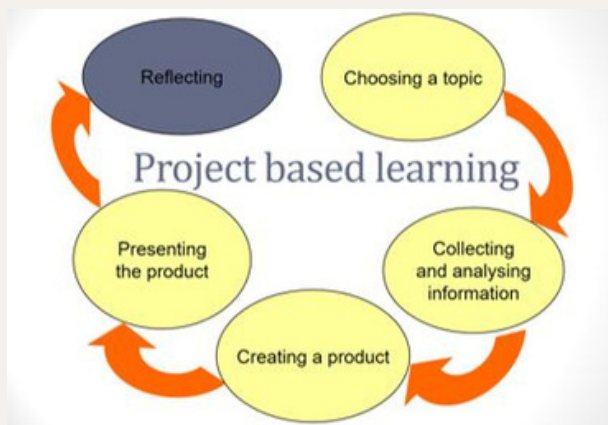 Reflecting
Choosing a topic
Project based learning
Presenting
the product
Collecting
and analysing
information
Creating a product